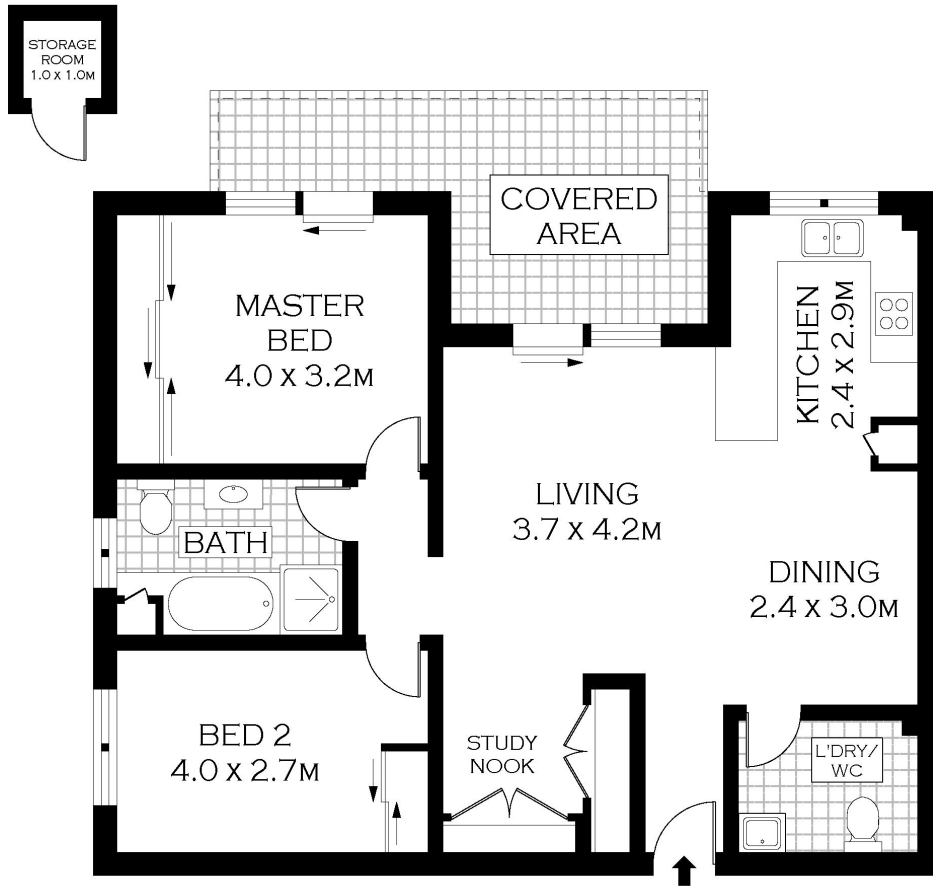 STORAGE
ROOM
1.0 X 1.0M
COVERED
AREA
MASTER
BED
4.0 X 3.2M
KITCHEN
2.4 X 2.9M
LIVING
3.7 X 4.2M
BATH
DINING
2.4 X 3.0M
BED 2
4.0 X 2.7M
STUDY
NOOK
L'DRY/
WC